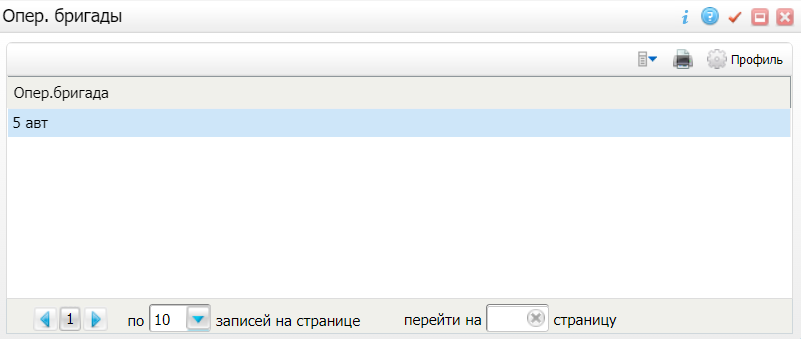 Опер. бригады
Профиль
Опер.бригада
5 авт
1 по 10 записей на странице перейти на страницу